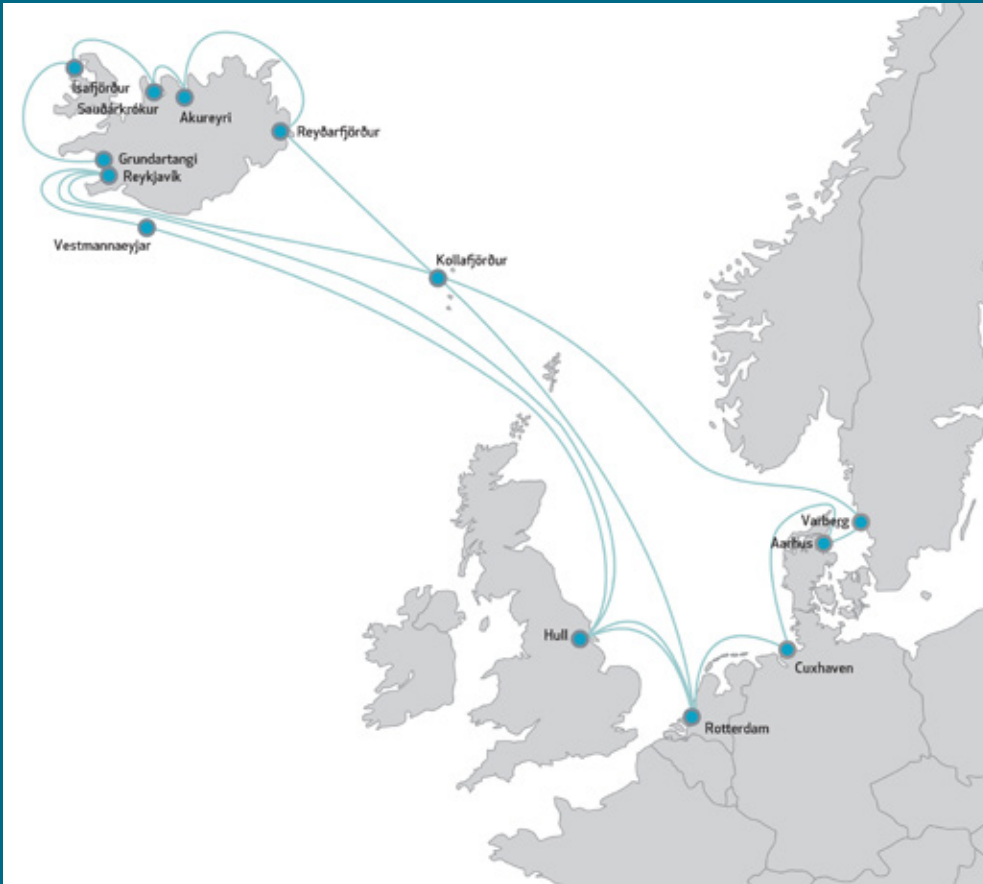 Ísafjörður
Sauðárkrókur
Akureyri
Reyðarfjörður
Grundartangi
Reykjavík
Vestmannaeyjar
Kollafjörður
Varberg
Aarhus
Hull
Cuxhaven
Rotterdam